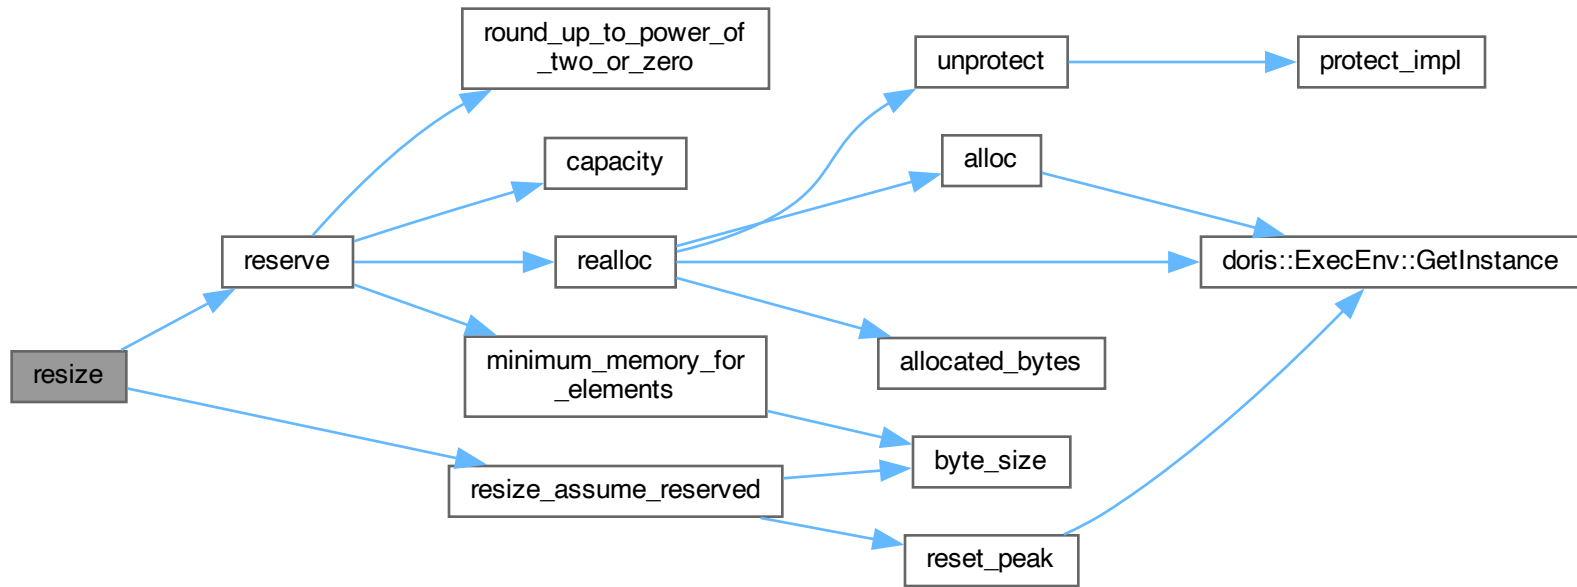 round_up_to_power_of
_two_or_zero
unprotect
protect_impl
capacity
alloc
reserve
realloc
doris::ExecEnv::GetInstance
resize
minimum_memory_for
_elements
allocated_bytes
resize_assume_reserved
byte_size
reset_peak